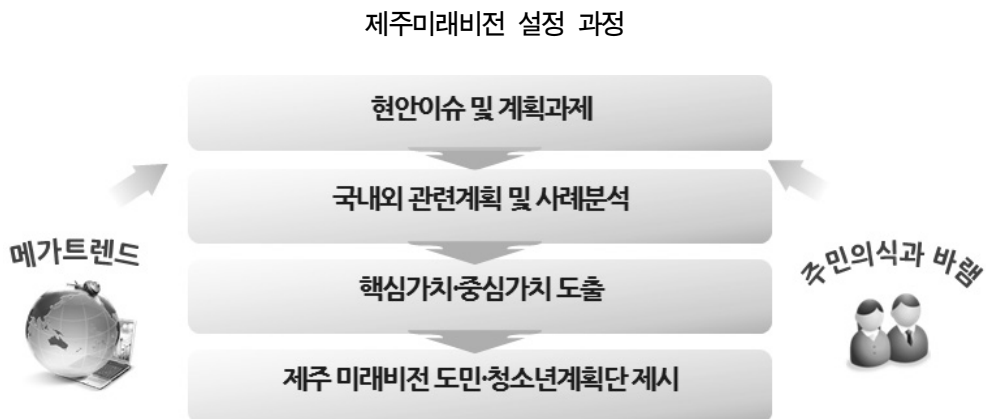 제주미래비전 설정 과정
현안이슈 및 계획과제
국내외 관련계획 및 사례분석
메가트렌드
주민의식과 바램
핵심가치·중심가치 도출
제주 미래비전 도민·청소년계획단 제시